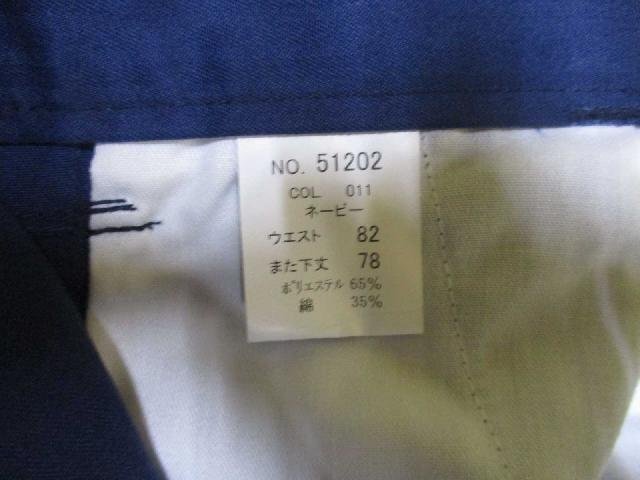 NO. 51202
COL 011
ネービー
ウエスト 82
また下丈 78
ポリエステル 65%
綿 35%